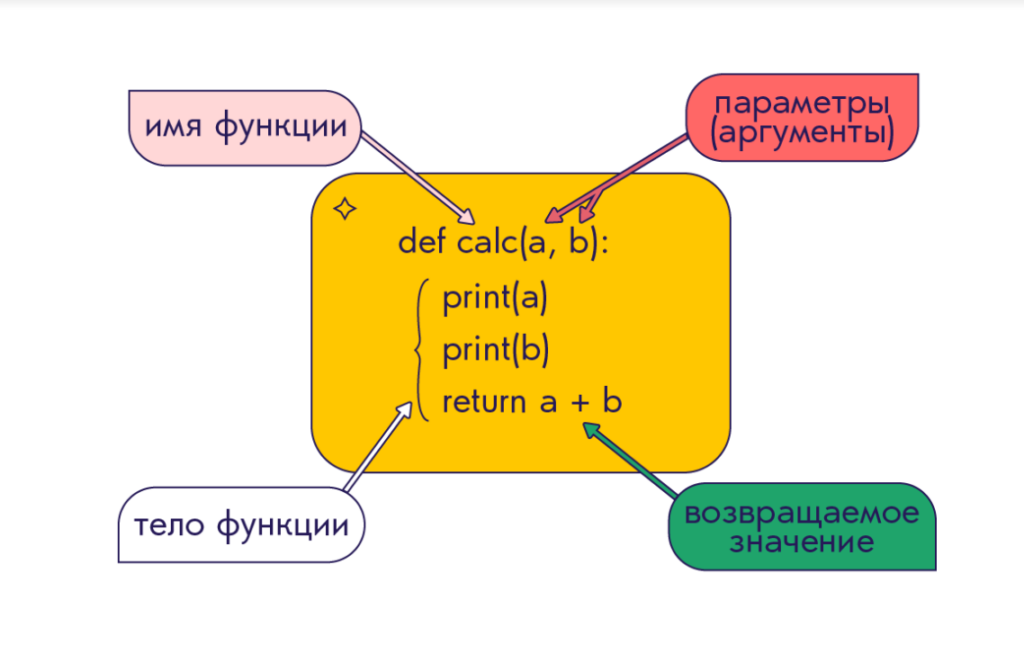 имя функции
параметры
(аргументы)
def calc(a, b):
print(a)
print(b)
return a + b
тело функции
возвращаемое
значение